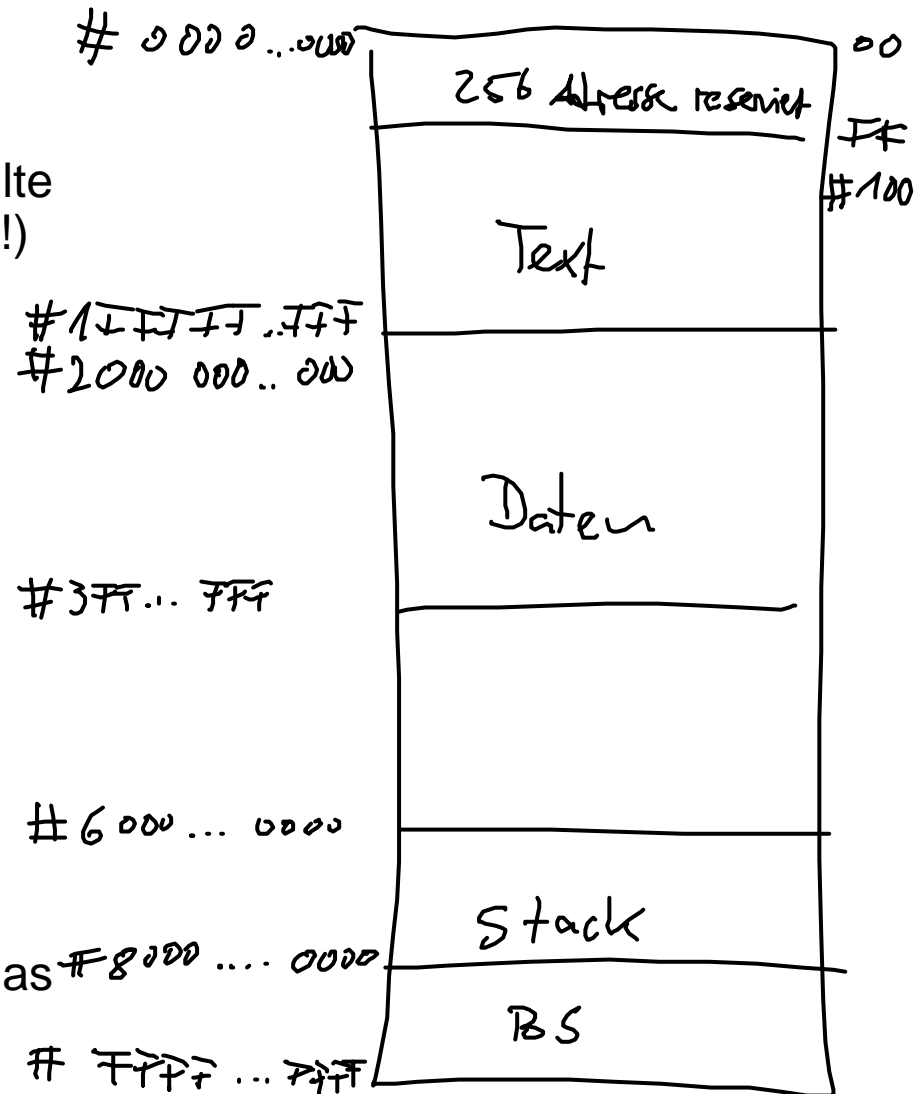 # 0000...000 00
256 Adresse reserviert
FF
lte
#100
!)
Text
#1FFFFF..FFF
#2000 000.. 000
Daten
#3FF... FFF
#6000... 0000
Stack
as #8000 .... 0000
BS
# FFFF ... FFFF